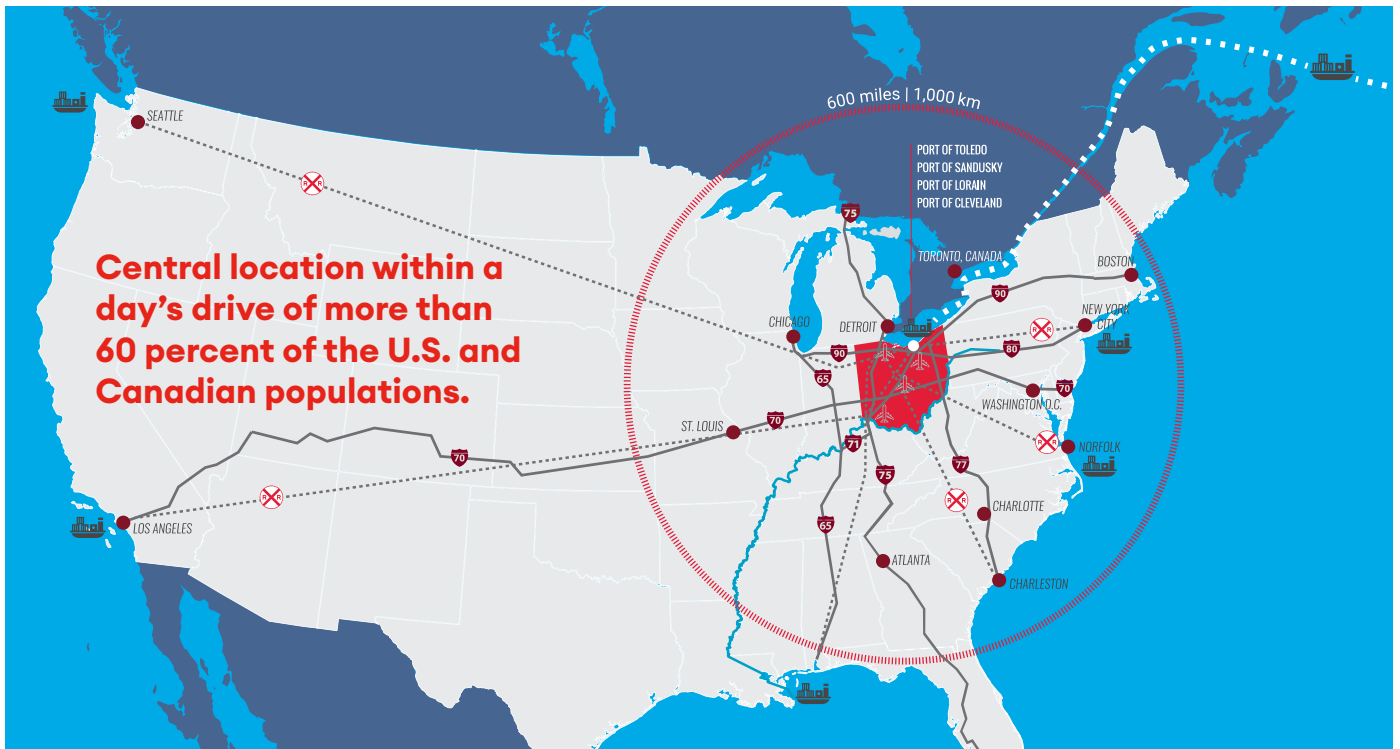 600 miles | 1,000 km
PORT OF TOLEDO
PORT OF SANDUSKY
PORT OF LORAIN
PORT OF CLEVELAND
SEATTLE
R R
75
Central location within a
day’s drive of more than
60 percent of the U.S. and
Canadian populations.
TORONTO, CANADA
BOSTON
90
NEW YORK
CITY
CHICAGO
DETROIT
R R
90
80
65
70
WASHINGTON D.C.
ST. LOUIS
70
71
R R
NORFOLK
70
77
75
R R
R R
CHARLOTTE
LOS ANGELES
65
ATLANTA
CHARLESTON